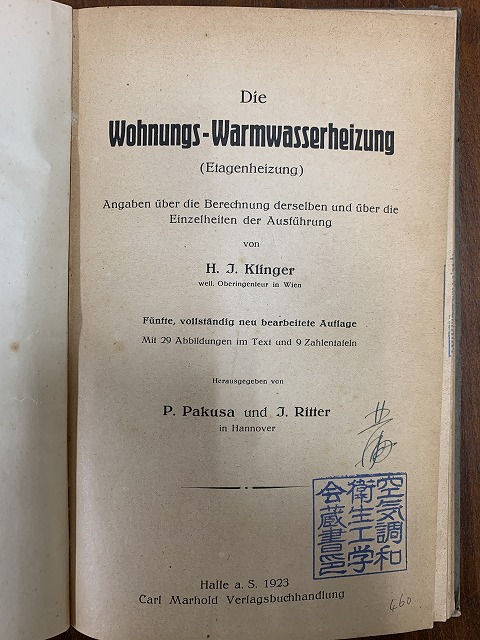 Die
Wohnungs-Warmwasserheizung
(Etagenheizung)
Angaben über die Berechnung derselben und über die
Einzelheiten der Ausführung
von
H. J. Klinger
weil. Oberingenieur in Wien
Fünfte, vollständig neu bearbeitete Auflage
Mit 29 Abbildungen im Text und 9 Zahlentafeln
Herausgegeben von
P. Pakusa und J. Ritter
in Hannover
空気調和
衛生工学
会蔵書印
Halle a. S. 1923
Carl Marhold Verlagsbuchhandlung
460